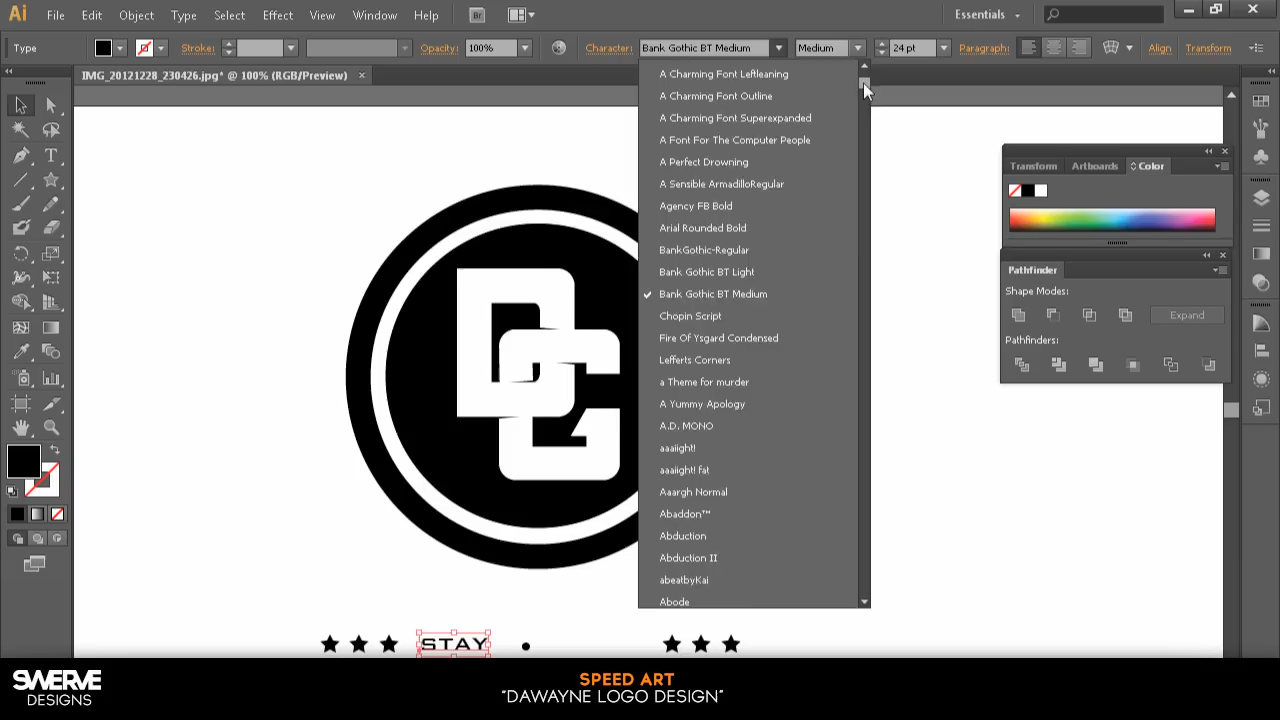 Ai File Edit Object Type Select Effect View Window Help Br Essentials
Type Stroke: Opacity: 100% Character: Bank Gothic BT Medium Medium 24 pt Paragraph: Align Transform
IMG_20121228_230426.jpg* @ 100% (RGB/Preview)
A Charming Font Leftleaning
A Charming Font Outline
A Charming Font Superexpanded
A Font For The Computer People
A Perfect Drowning
A Sensible ArmadilloRegular
Agency FB Bold
Arial Rounded Bold
BankGothic-Regular
Bank Gothic BT Light
Bank Gothic BT Medium
Chopin Script
Fire Of Ysgard Condensed
Lefferts Corners
a Theme for murder
A Yummy Apology
A.D. MONO
aaaiight!
aaaiight! fat
Aaargh Normal
Abaddon™
Abduction
Abduction II
abeatbyKai
Abode
Transform Artboards Color
Pathfinder
Shape Modes:
Expand
Pathfinders:
DC
STAY
SWERVE
DESIGNS
SPEED ART
"DAWAYNE LOGO DESIGN"